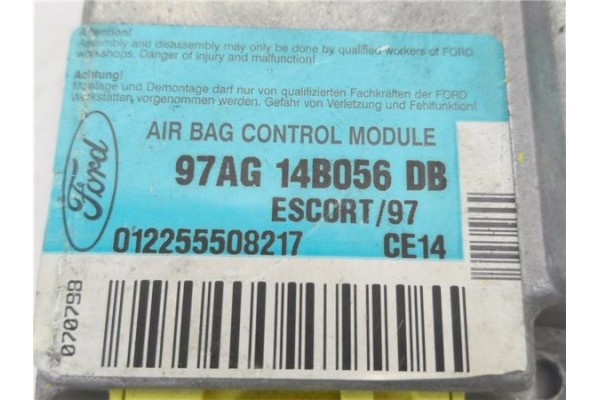 Attention!
Assembly and disassembly may only be done by qualified workers of FORD
workshops. Danger of injury and malfunction!
Achtung!
Montage und Demontage darf nur von qualifizierten Fachkräften der FORD
Werkstätten vorgenommen werden. Gefahr von Verletzung und Fehlfunktion!
AIR BAG CONTROL MODULE
Ford
97AG 14B056 DB
ESCORT/97
012255508217 CE14
070798